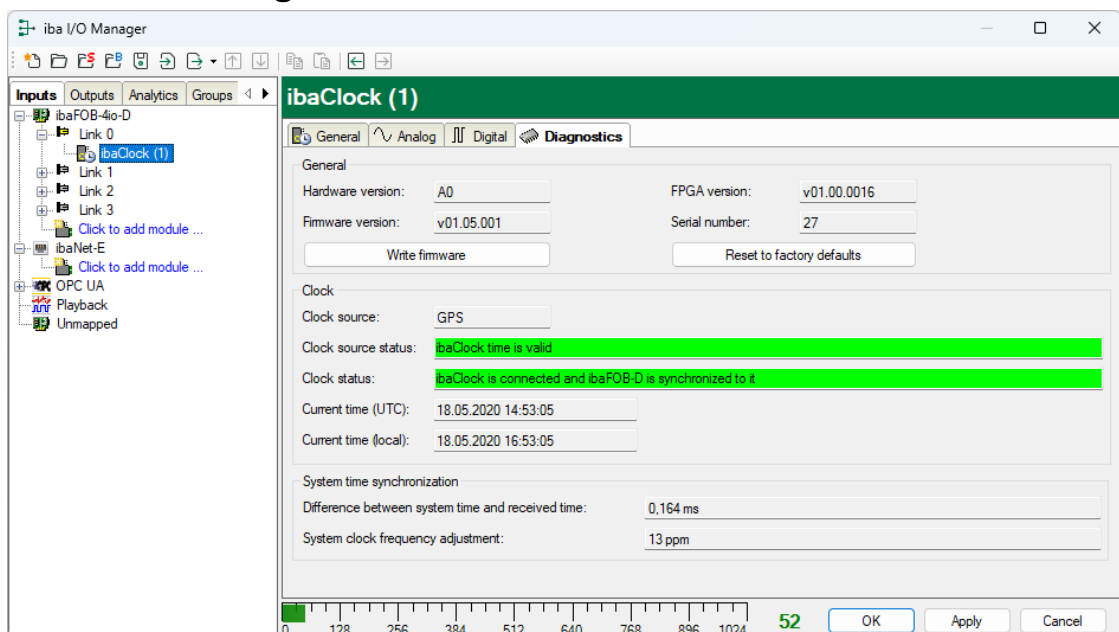 iba I/O Manager
Inputs Outputs Analytics Groups
ibaClock (1)
ibaFOB-4io-D
Link 0
ibaClock (1)
Link 1
Link 2
Link 3
Click to add module ...
ibaNet-E
Click to add module ...
OPC UA
Playback
Unmapped
General Analog Digital Diagnostics
General
Hardware version: A0 FPGA version: v01.00.0016
Firmware version: v01.05.001 Serial number: 27
Write firmware Reset to factory defaults
Clock
Clock source: GPS
Clock source status: ibaClock time is valid
Clock status: ibaClock is connected and ibaFOB-D is synchronized to it
Current time (UTC): 18.05.2020 14:53:05
Current time (local): 18.05.2020 16:53:05
System time synchronization
Difference between system time and received time: 0,164 ms
System clock frequency adjustment: 13 ppm
0 128 256 384 512 640 768 896 1024 52 OK Apply Cancel